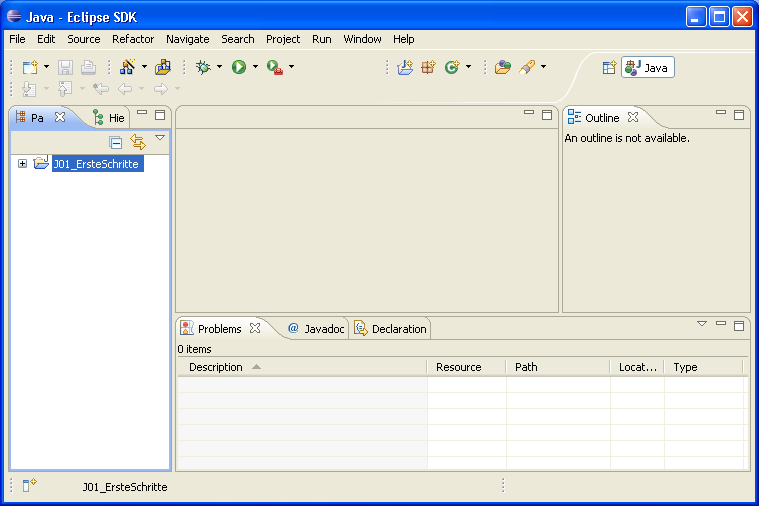 Java - Eclipse SDK
File Edit Source Refactor Navigate Search Project Run Window Help
Java
Pa Hie
J01_ErsteSchritte
Outline
An outline is not available.
Problems @ Javadoc Declaration
0 items
Description Resource Path Locat... Type
J01_ErsteSchritte